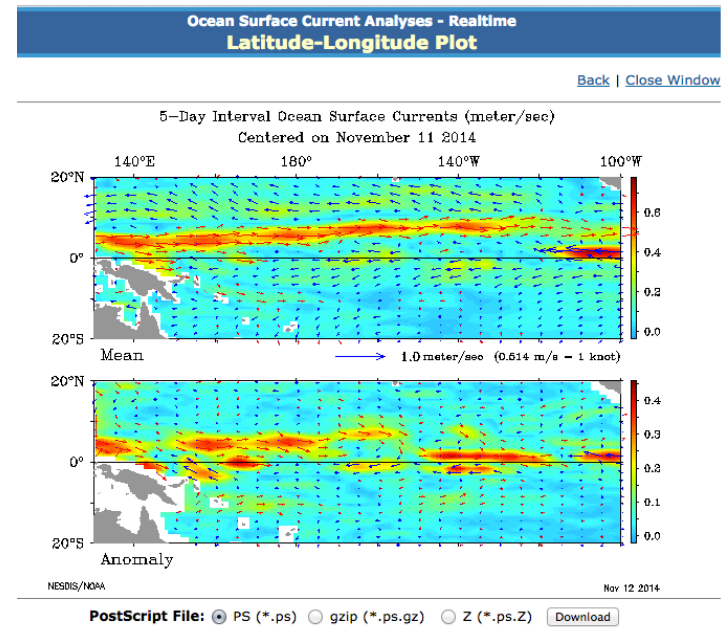 Ocean Surface Current Analyses - Realtime
Latitude-Longitude Plot
Back | Close Window
5-Day Interval Ocean Surface Currents (meter/sec)
Centered on November 11 2014
140°E 180° 140°W 100°W
20°N
0°
20°S
0.6
0.4
0.2
0.0
Mean
1.0 meter/sec (0.514 m/s - 1 knot)
20°N
0°
20°S
0.4
0.3
0.2
0.1
0.0
Anomaly
NESDIS/NOAA
Nov 12 2014
PostScript File: PS (*.ps) gzip (*.ps.gz) Z (*.ps.Z) Download